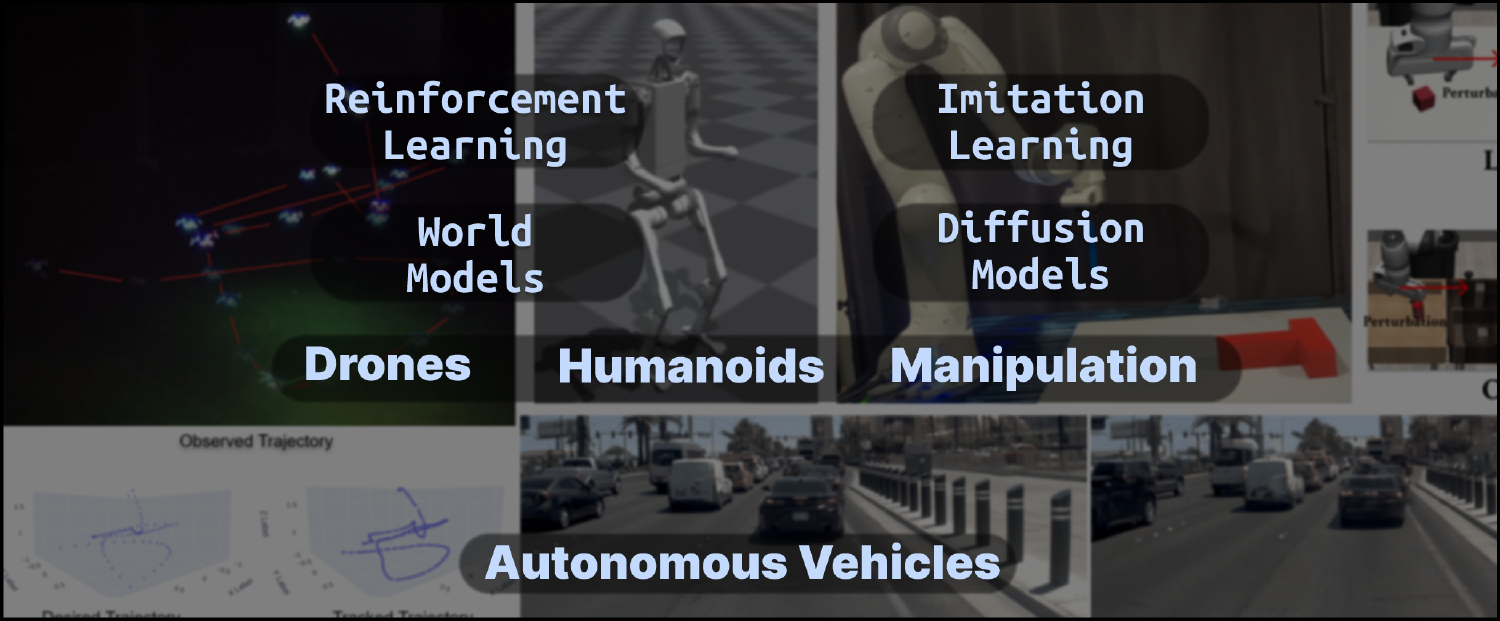 Reinforcement
Learning
Imitation
Learning
World
Models
Diffusion
Models
Drones
Humanoids
Manipulation
Perturbation
Observed Trajectory
Autonomous Vehicles
Desired Trajectory
Tracked Trajectory